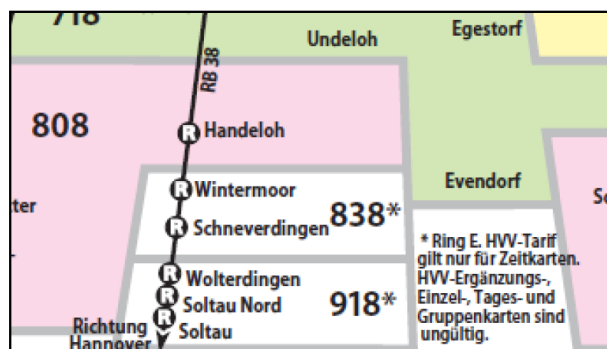 718
Undeloh
Egestorf
RB 38
808
R Handeloh
R Wintermoor
R Schneverdingen
838*
Evendorf
* Ring E. HVV-Tarif
gilt nur für Zeitkarten.
HVV-Ergänzungs-,
Einzel-, Tages- und
Gruppenkarten sind
ungültig.
R Wolterdingen
R Soltau Nord
R Soltau
918*
Richtung
Hannover